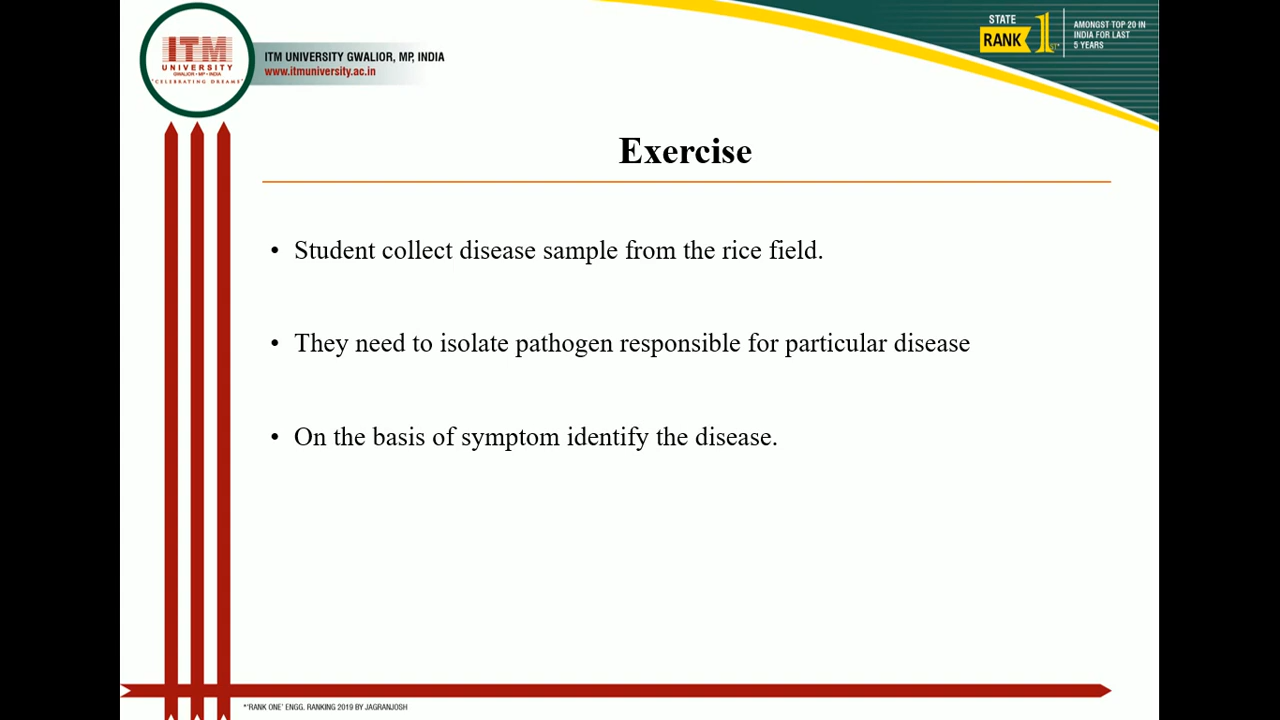 ITM
UNIVERSITY
GWALIOR • MP • INDIA
"CELEBRATING DREAMS"
ITM UNIVERSITY GWALIOR, MP, INDIA
www.itmuniversity.ac.in
STATE
RANK 1ST*
AMONGST TOP 20 IN
INDIA FOR LAST
5 YEARS
Exercise
• Student collect disease sample from the rice field.
• They need to isolate pathogen responsible for particular disease
• On the basis of symptom identify the disease.
*'RANK ONE' ENGG. RANKING 2019 BY JAGRANJOSH